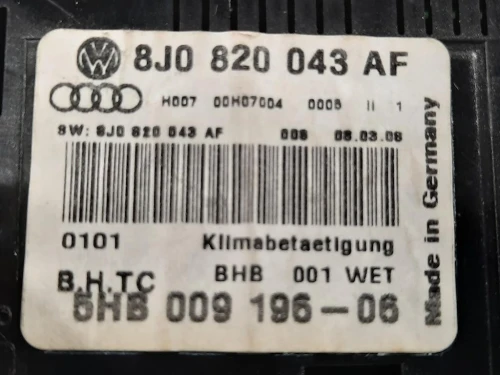 8J0 820 043 AF
H007 00H07004 0005 II 1
SW: 8J0 820 043 AF 008 08.03.06
0101 Klimabetaetigung
B.H.TC BHB 001 WET
5HB 009 196-06
Made in Germany